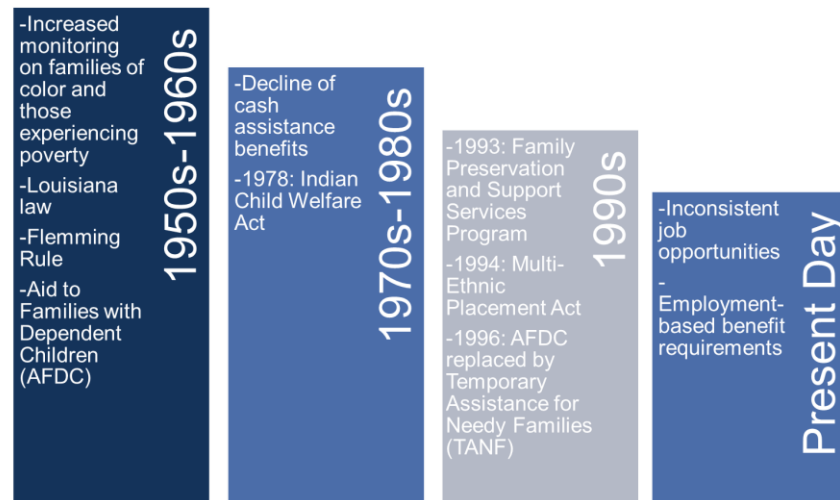 -Increased
monitoring
on families of
color and
those
experiencing
poverty
-Louisiana
law
-Flemming
Rule
-Aid to
Families with
Dependent
Children
(AFDC)
1950s-1960s
-Decline of
cash
assistance
benefits
-1978: Indian
Child Welfare
Act
1970s-1980s
-1993: Family
Preservation
and Support
Services
Program
-1994: Multi-
Ethnic
Placement Act
-1996: AFDC
replaced by
Temporary
Assistance for
Needy Families
(TANF)
1990s
-Inconsistent
job
opportunities
-
Employment-
based benefit
requirements
Present Day